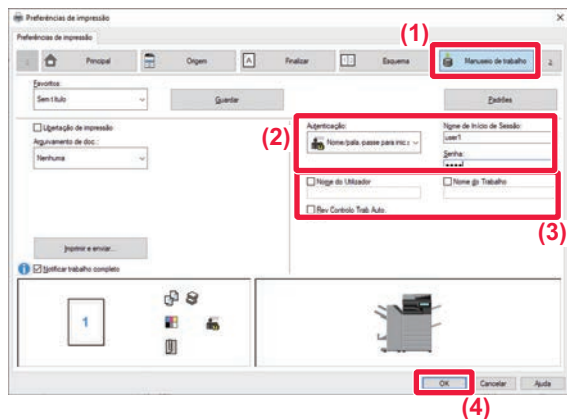 Preferências de impressão
Preferências de impressão
(1)
Principal
Origem
A
Finalizar
Esquema
Manuseio de trabalho
Favoritos:
Sem título
Guardar
Padrões
(2)
Libertação de impressão
Arquivamento de doc.:
Nenhuma
Autenticação:
Nome/pala. passe para inic.s
Nome de Início de Sessão:
user1
Senha:
••••
Nome do Utilizador
Nome do Trabalho
Rev Controlo Trab Auto.
(3)
Imprimir e enviar...
Notificar trabalho completo
1
OK
Cancelar
Ajuda
(4)